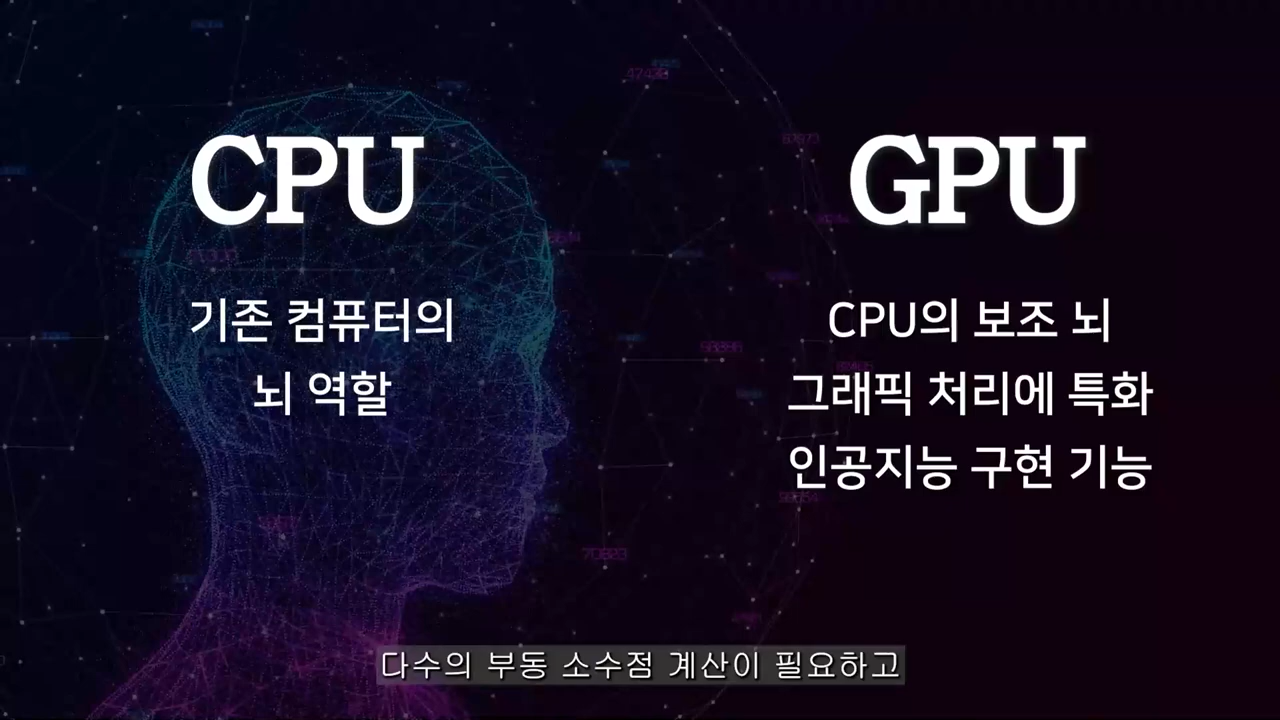 CPU
기존 컴퓨터의
뇌 역할
GPU
CPU의 보조 뇌
그래픽 처리에 특화
인공지능 구현 기능
다수의 부동 소수점 계산이 필요하고